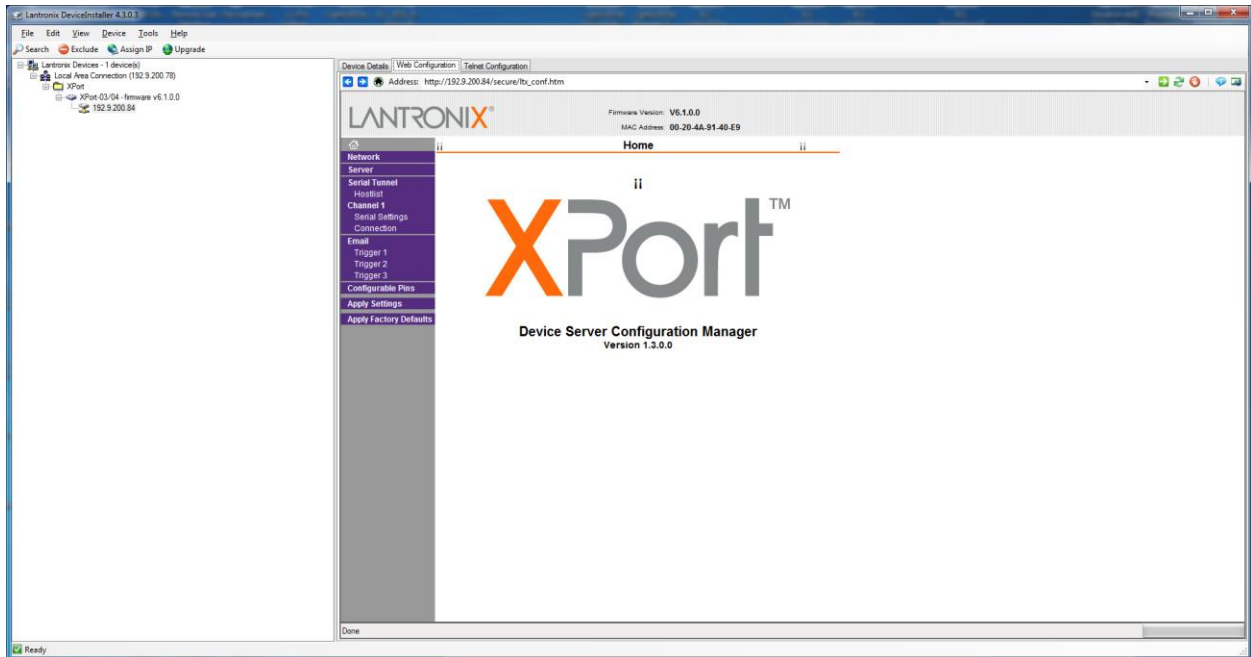 Lantronix DeviceInstaller 4.3.0.3
File Edit View Device Tools Help
Search Exclude Assign IP Upgrade
Lantronix Devices - 1 device(s)
Local Area Connection (192.9.200.78)
XPort
XPort-03/04 - firmware v6.1.0.0
192.9.200.84
Device Details Web Configuration Telnet Configuration
Address: http://192.9.200.84/secure/ltx_conf.htm
LANTRONIX®
Firmware Version: V6.1.0.0
MAC Address: 00-20-4A-91-40-E9
¡¡ Home ¡¡
Network
Server
Serial Tunnel
Hostlist
Channel 1
Serial Settings
Connection
Email
Trigger 1
Trigger 2
Trigger 3
Configurable Pins
Apply Settings
Apply Factory Defaults
¡¡
XPort™
Device Server Configuration Manager
Version 1.3.0.0
Done
Ready